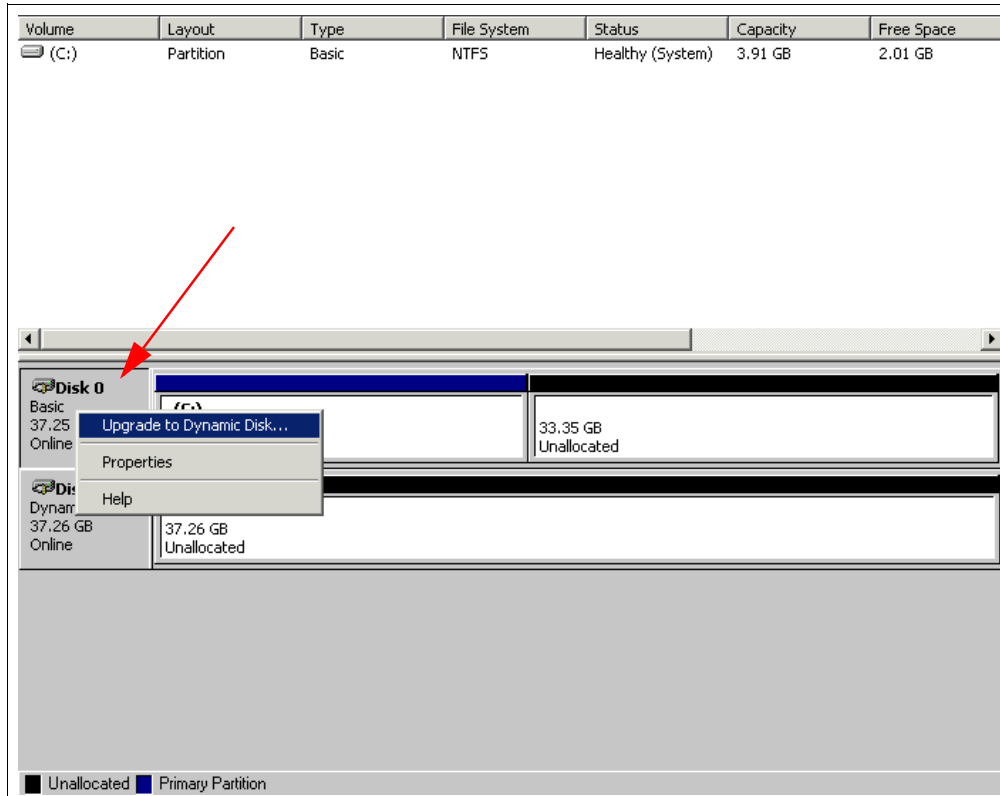 Volume Layout Type File System Status Capacity Free Space
(C:) Partition Basic NTFS Healthy (System) 3.91 GB 2.01 GB
Disk 0
Basic
37.25
Online
(C:)
33.35 GB
Unallocated
Upgrade to Dynamic Disk...
Properties
Help
Dis
Dynam
37.26 GB
Online
37.26 GB
Unallocated
Unallocated Primary Partition